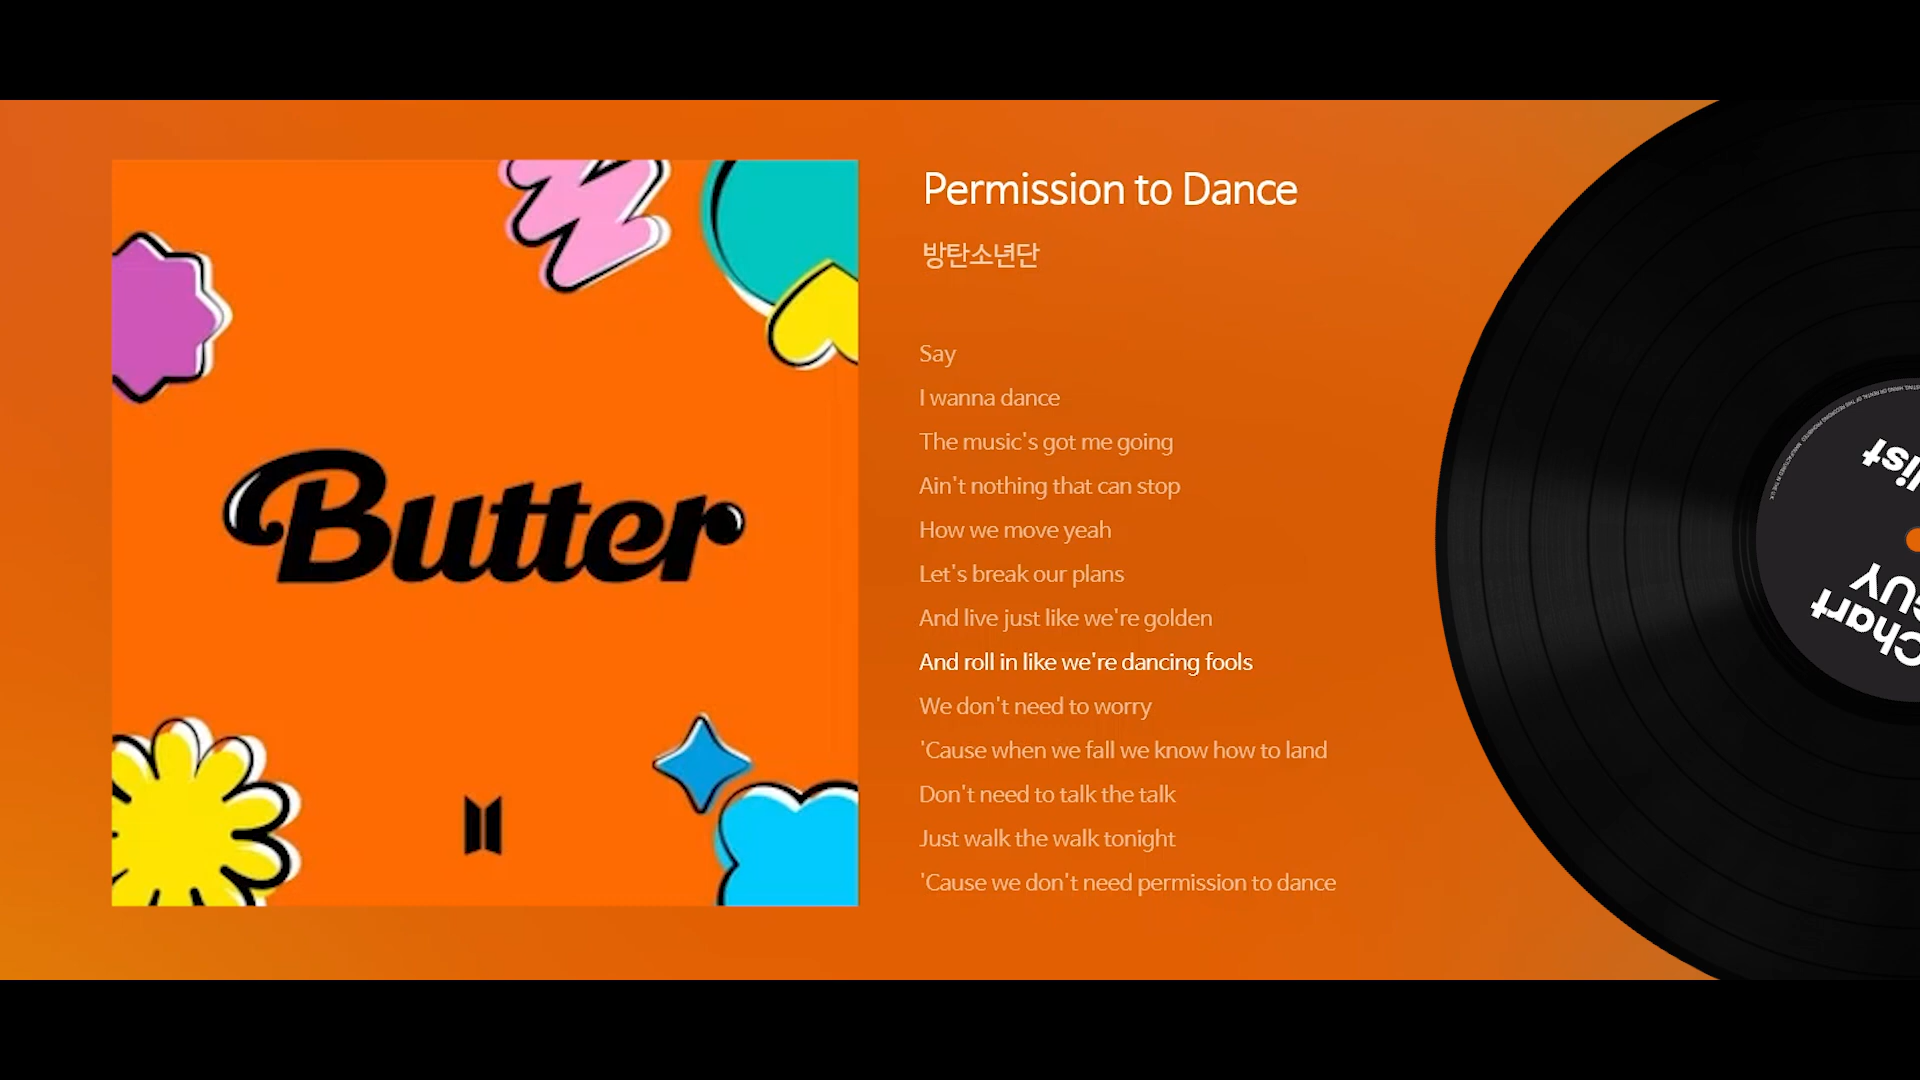 Butter
Permission to Dance
방탄소년단
Say
I wanna dance
The music's got me going
Ain't nothing that can stop
How we move yeah
Let's break our plans
And live just like we're golden
And roll in like we're dancing fools
We don't need to worry
'Cause when we fall we know how to land
Don't need to talk the talk
Just walk the walk tonight
'Cause we don't need permission to dance
Chart